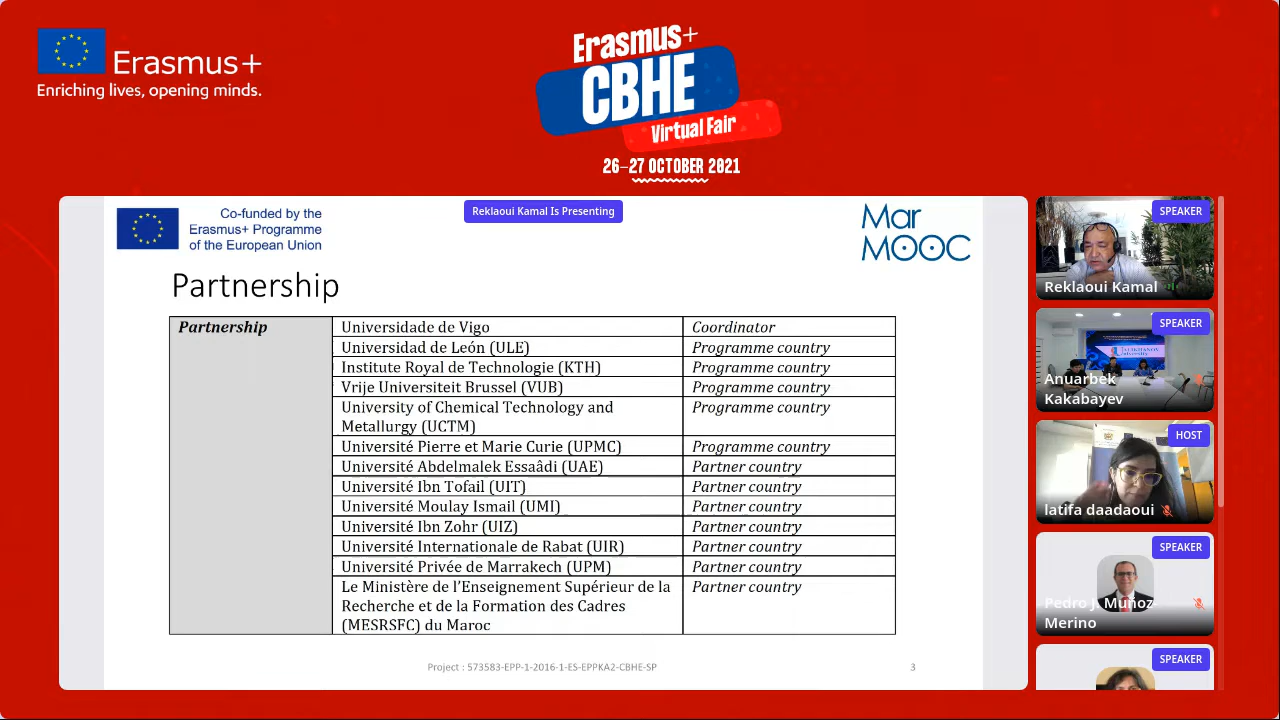 Erasmus+
Enriching lives, opening minds.
Erasmus+
CBHE
Virtual Fair
26–27 OCTOBER 2021
Co-funded by the
Erasmus+ Programme
of the European Union
Reklaoui Kamal Is Presenting
Mar
MOOC
Partnership
Partnership
Universidade de Vigo
Coordinator
Universidad de León (ULE)
Programme country
Institute Royal de Technologie (KTH)
Programme country
Vrije Universiteit Brussel (VUB)
Programme country
University of Chemical Technology and
Metallurgy (UCTM)
Programme country
Université Pierre et Marie Curie (UPMC)
Programme country
Université Abdelmalek Essaâdi (UAE)
Partner country
Université Ibn Tofail (UIT)
Partner country
Université Moulay Ismail (UMI)
Partner country
Université Ibn Zohr (UIZ)
Partner country
Université Internationale de Rabat (UIR)
Partner country
Université Privée de Marrakech (UPM)
Partner country
Le Ministère de l’Enseignement Supérieur de la
Recherche et de la Formation des Cadres
(MESRSFC) du Maroc
Partner country
Project : 573583-EPP-1-2016-1-ES-EPPKA2-CBHE-SP
3
SPEAKER
Reklaoui Kamal
SPEAKER
Anuarbek
Kakabayev
HOST
latifa daadaoui
SPEAKER
Pedro J. Muñoz
Merino
SPEAKER